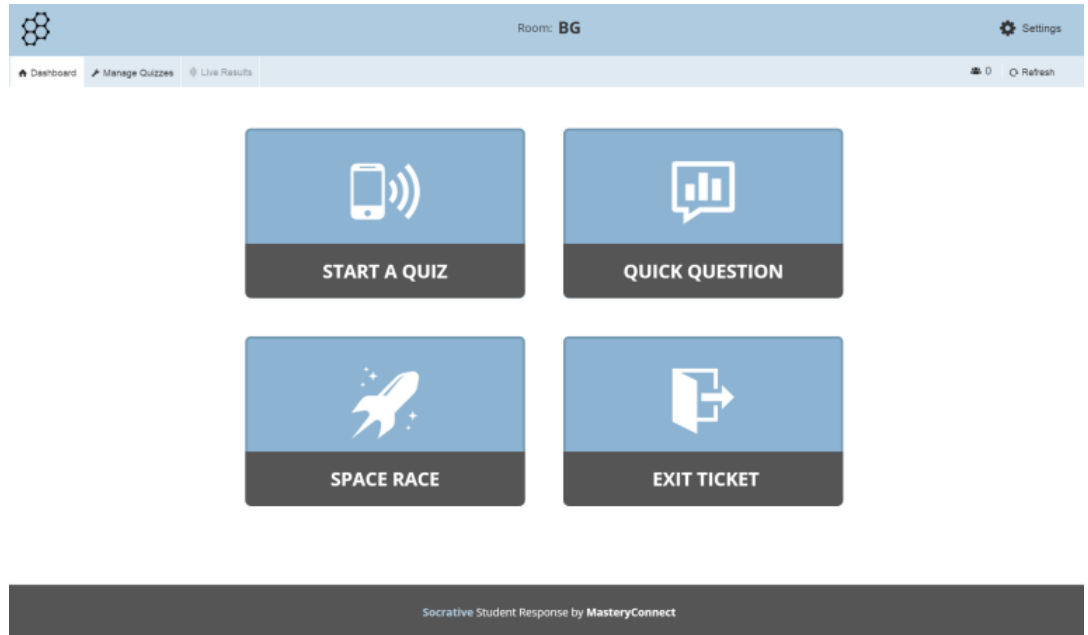 Room: BG
Settings
Dashboard Manage Quizzes Live Results
0 Refresh
START A QUIZ
QUICK QUESTION
SPACE RACE
EXIT TICKET
Socrative Student Response by MasteryConnect